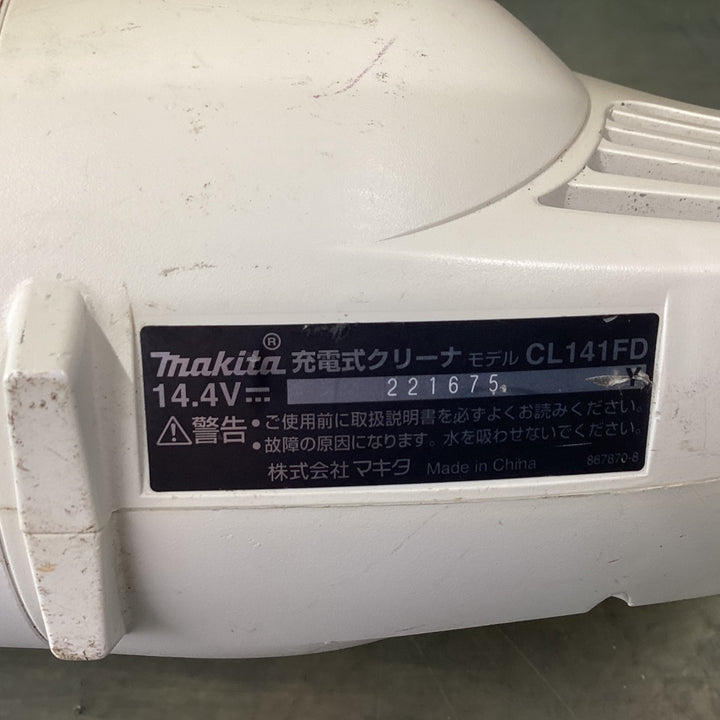 makita® 充電式クリーナ モデル CL141FD
14.4V⎓ 221675 Y
⚠警告 •ご使用前に取扱説明書を必ずよくお読みください。
•故障の原因になります。水を吸わせないでください。
株式会社 マキタ Made in China 867870-8